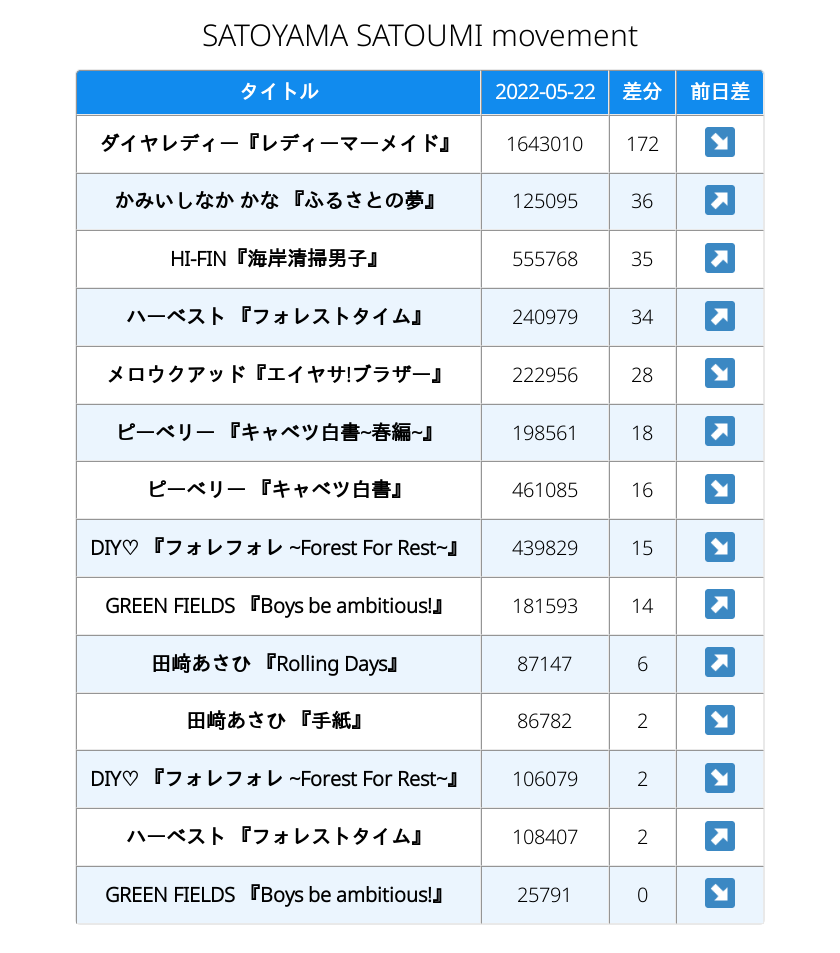 SATOYAMA SATOUMI movement
タイトル 2022-05-22 差分 前日差
ダイヤレディー『レディーマーメイド』 1643010 172 ↘
かみいしなか かな 『ふるさとの夢』 125095 36 ↗
HI-FIN『海岸清掃男子』 555768 35 ↗
ハーベスト 『フォレストタイム』 240979 34 ↗
メロウクアッド『エイヤサ!ブラザー』 222956 28 ↘
ピーベリー 『キャベツ白書~春編~』 198561 18 ↗
ピーベリー 『キャベツ白書』 461085 16 ↘
DIY♡ 『フォレフォレ ~Forest For Rest~』 439829 15 ↘
GREEN FIELDS 『Boys be ambitious!』 181593 14 ↗
田﨑あさひ 『Rolling Days』 87147 6 ↗
田﨑あさひ 『手紙』 86782 2 ↘
DIY♡ 『フォレフォレ ~Forest For Rest~』 106079 2 ↘
ハーベスト 『フォレストタイム』 108407 2 ↗
GREEN FIELDS 『Boys be ambitious!』 25791 0 ↘